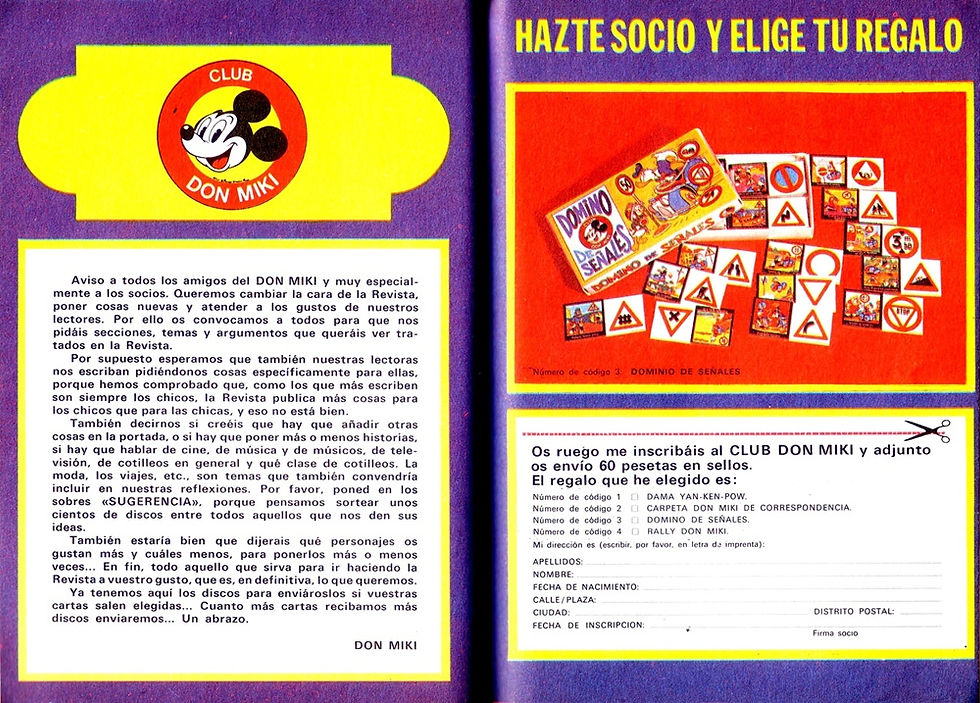 CLUB
DON MIKI
Aviso a todos los amigos del DON MIKI y muy especial-
mente a los socios. Queremos cambiar la cara de la Revista,
poner cosas nuevas y atender a los gustos de nuestros
lectores. Por ello os convocamos a todos para que nos
pidáis secciones, temas y argumentos que queráis ver tra-
tados en la Revista.
Por supuesto esperamos que también nuestras lectoras
nos escriban pidiéndonos cosas específicamente para ellas,
porque hemos comprobado que, como los que más escriben
son siempre los chicos, la Revista publica más cosas para
los chicos que para las chicas, y eso no está bien.
También decirnos si creéis que hay que añadir otras
cosas en la portada, o si hay que poner más o menos historias,
si hay que hablar de cine, de música y de músicos, de tele-
visión, de cotilleos en general y qué clase de cotilleos. La
moda, los viajes, etc., son temas que también convendría
incluir en nuestras reflexiones. Por favor, poned en los
sobres «SUGERENCIA», porque pensamos sortear unos
cientos de discos entre todos aquellos que nos den sus
ideas.
También estaría bien que dijerais qué personajes os
gustan más y cuáles menos, para ponerlos más o menos
veces... En fin, todo aquello que sirva para ir haciendo la
Revista a vuestro gusto, que es, en definitiva, lo que queremos.
Ya tenemos aquí los discos para enviároslos si vuestras
cartas salen elegidas... Cuanto más cartas recibamos más
discos enviaremos... Un abrazo.
DON MIKI
HAZTE SOCIO Y ELIGE TU REGALO
DOMINO
DE
SEÑALES
DOMINO DE SEÑALES
50
STOP
Número de código 3. DOMINIO DE SEÑALES
Os ruego me inscribáis al CLUB DON MIKI y adjunto
os envío 60 pesetas en sellos.
El regalo que he elegido es:
Número de código 1 □ DAMA YAN-KEN-POW.
Número de código 2 □ CARPETA DON MIKI DE CORRESPONDENCIA.
Número de código 3 □ DOMINO DE SEÑALES.
Número de código 4 □ RALLY DON MIKI.
Mi dirección es (escribir, por favor, en letra de imprenta):
APELLIDOS:
NOMBRE:
FECHA DE NACIMIENTO:
CALLE/PLAZA:
CIUDAD: DISTRITO POSTAL:
FECHA DE INSCRIPCION:
Firma socio